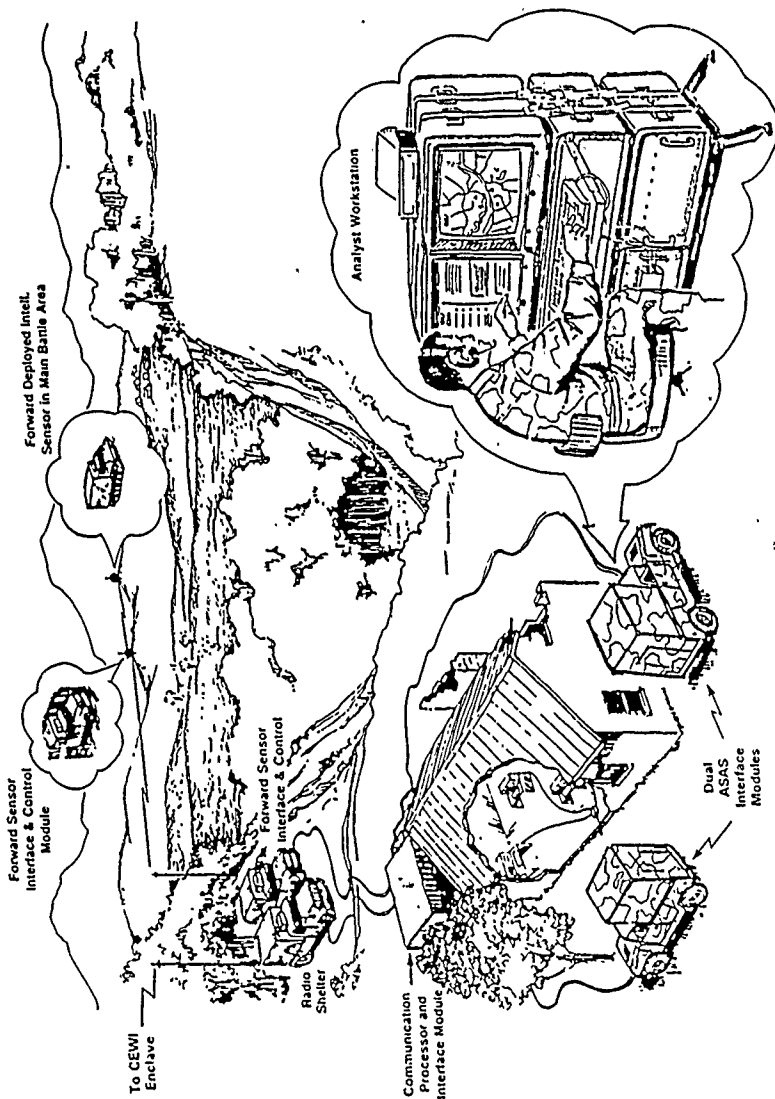 Forward Sensor
Interface & Control
Module
Forward Deployed Intell.
Sensor in Main Battle Area
To CEWI
Enclave
Radio
Shelter
Forward Sensor
Interface & Control
Analyst Workstation
Communication
Processor and
Interface Module
Dual
ASAS
Interface
Modules